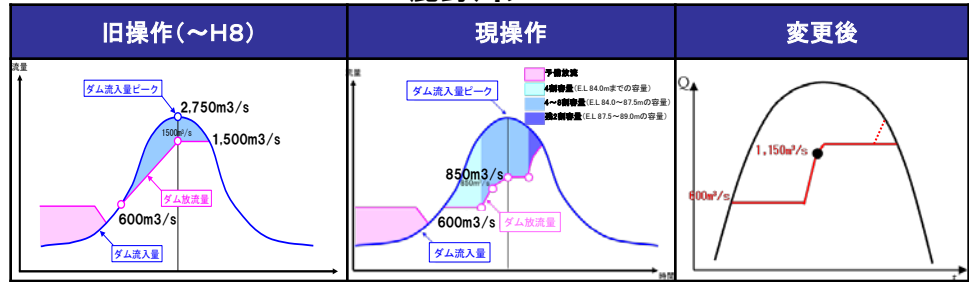 旧操作(~H8)
現操作
変更後
流量
ダム流入量ピーク
2,750m3/s
1500m³/s
1,500m3/s
ダム放流量
600m3/s
ダム流入量
流量
予備放流
4割容量(E.L 84.0mまでの容量)
4~8割容量(E.L 84.0~87.5mの容量)
残2割容量(E.L 87.5~89.0mの容量)
ダム流入量ピーク
850m3/s
600m3/s
ダム放流量
ダム流入量
時間
Q
1,150m³/s
600m³/s
t